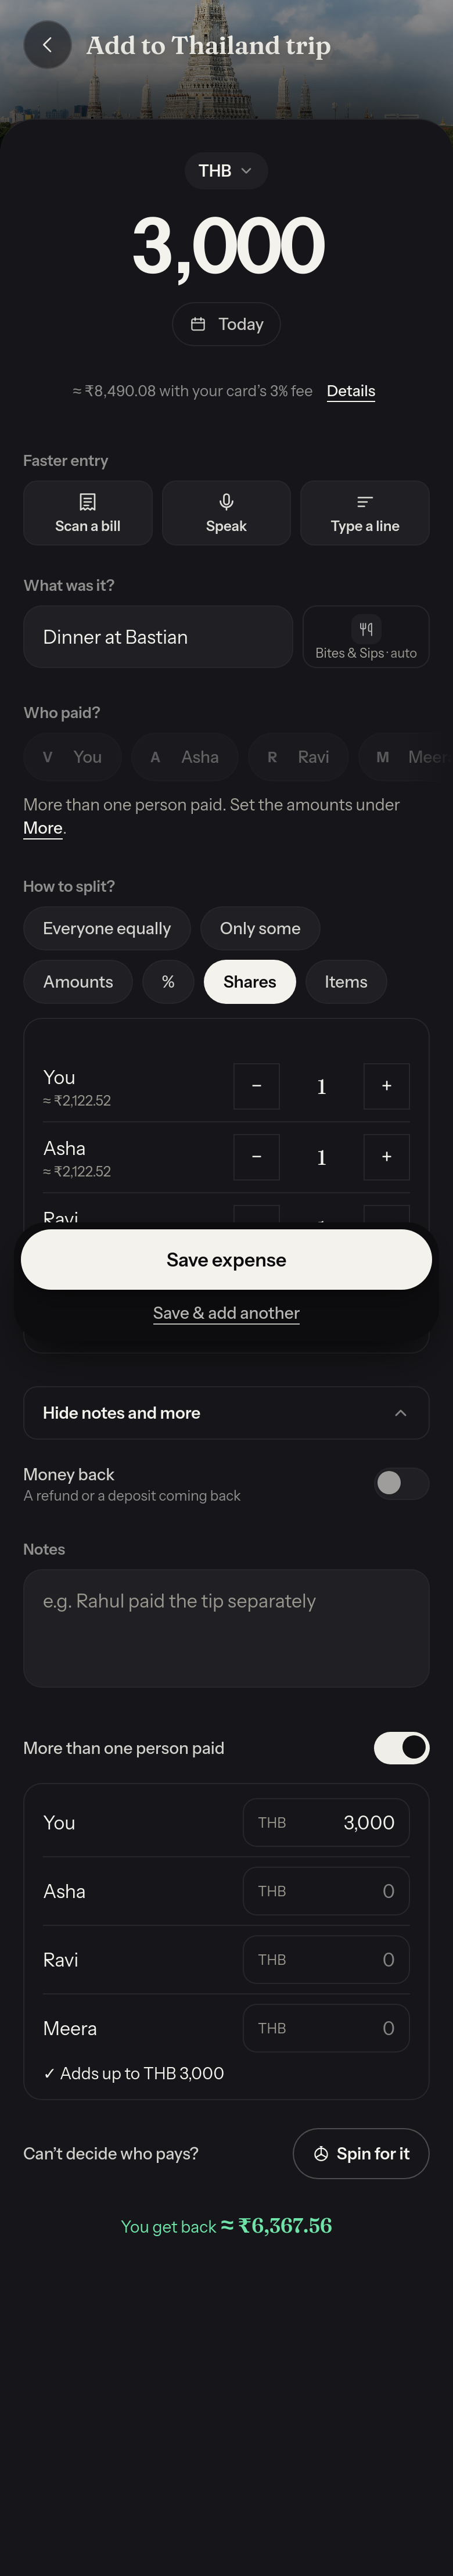 Add to Thailand trip
THB
3,000
Today
≈ ₹8,490.08 with your card's 3% fee Details
Faster entry
Scan a bill Speak Type a line
What was it?
Dinner at Bastian
Bites & Sips · auto
Who paid?
V You A Asha R Ravi M Meer
More than one person paid. Set the amounts under
More.
How to split?
Everyone equally Only some
Amounts % Shares Items
You
≈ ₹2,122.52
− 1 +
Asha
≈ ₹2,122.52
− 1 +
Ravi
Save expense
Save & add another
Hide notes and more
Money back
A refund or a deposit coming back
Notes
e.g. Rahul paid the tip separately
More than one person paid
You THB 3,000
Asha THB 0
Ravi THB 0
Meera THB 0
✓ Adds up to THB 3,000
Can't decide who pays? Spin for it
You get back ≈ ₹6,367.56